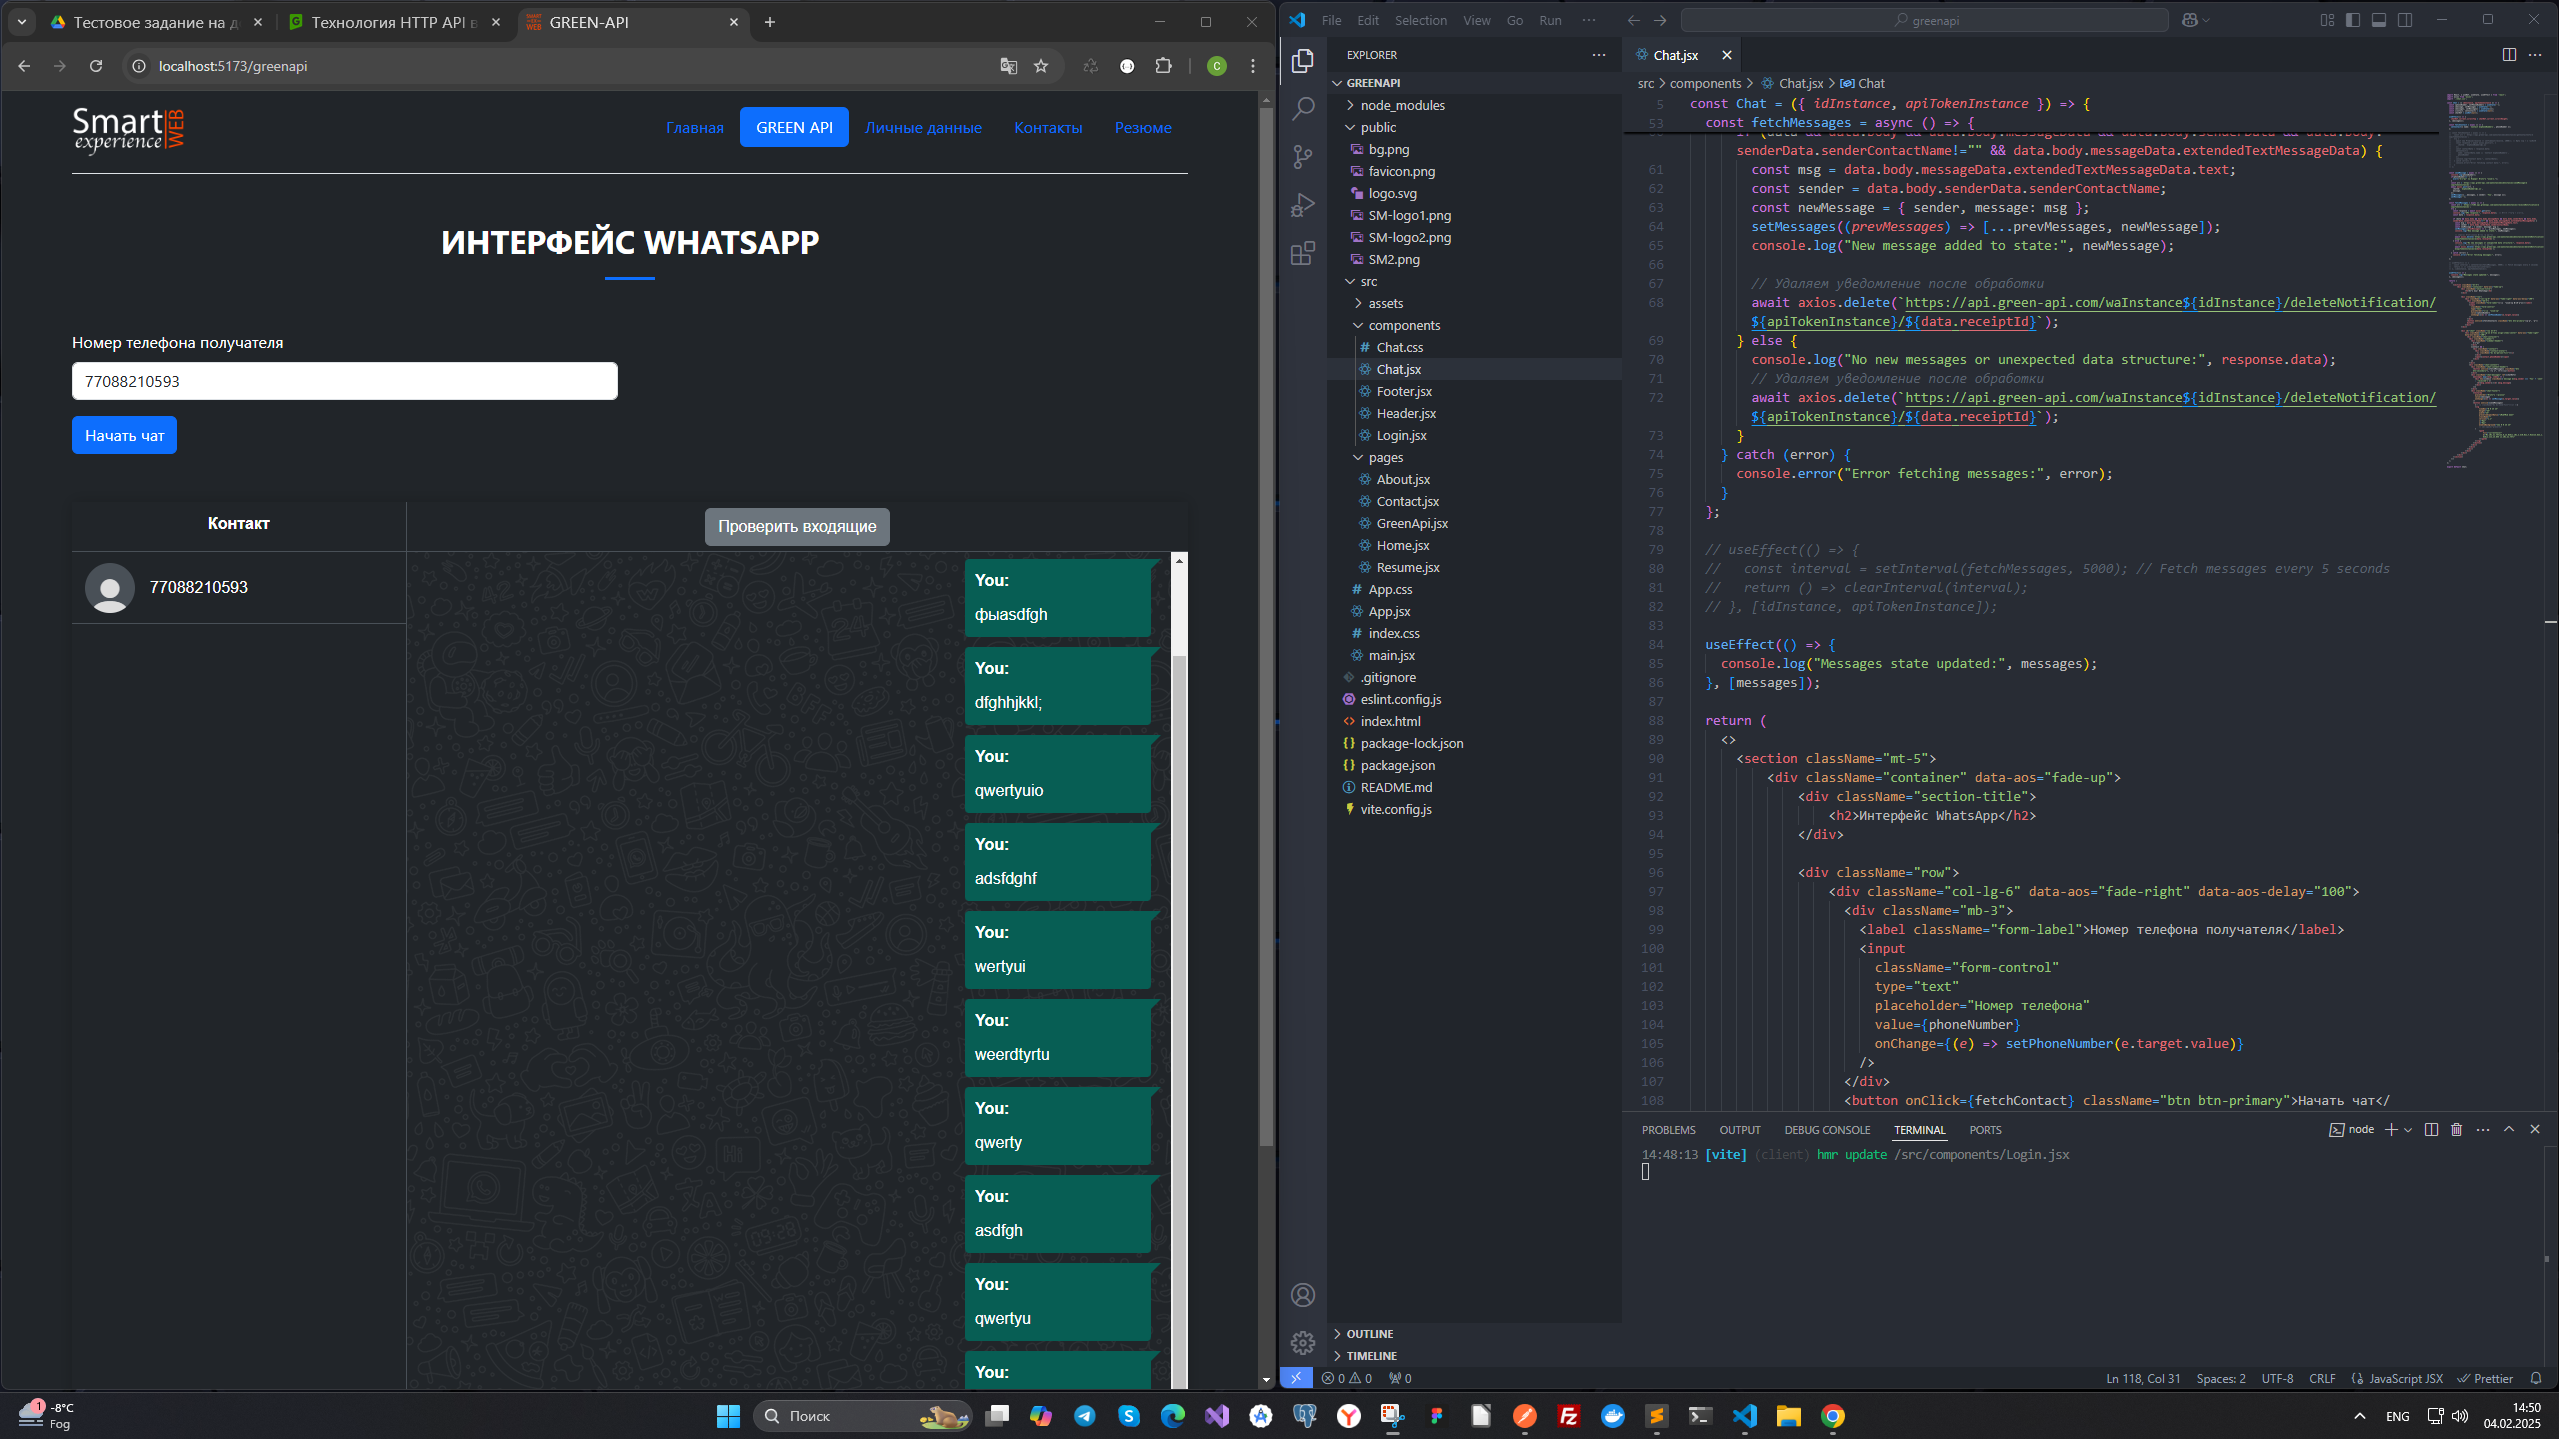 Тестовое задание на д
Технология HTTP API в
GREEN-API
localhost:5173/greenapi
C
Smart
experience
WEB
Главная
GREEN API
Личные данные
Контакты
Резюме
ИНТЕРФЕЙС WHATSAPP
Номер телефона получателя
77088210593
Начать чат
Контакт
Проверить входящие
77088210593
You:
фыasdfgh
You:
dfghhjkkl;
You:
qwertyuio
You:
adsfdghf
You:
wertyui
You:
weerdtyrtu
You:
qwerty
You:
asdfgh
You:
qwertyu
You:
File Edit Selection View Go Run ···
greenapi
EXPLORER
GREENAPI
node_modules
public
bg.png
favicon.png
logo.svg
SM-logo1.png
SM-logo2.png
SM2.png
src
assets
components
Chat.css
Chat.jsx
Footer.jsx
Header.jsx
Login.jsx
pages
About.jsx
Contact.jsx
GreenApi.jsx
Home.jsx
Resume.jsx
App.css
App.jsx
index.css
main.jsx
.gitignore
eslint.config.js
index.html
package-lock.json
package.json
README.md
vite.config.js
OUTLINE
TIMELINE
Chat.jsx
src > components > Chat.jsx > Chat
5 const Chat = ({ idInstance, apiTokenInstance }) => {
53 const fetchMessages = async () => {
senderData.senderContactName!="" && data.body.messageData.extendedTextMessageData) {
61 const msg = data.body.messageData.extendedTextMessageData.text;
62 const sender = data.body.senderData.senderContactName;
63 const newMessage = { sender, message: msg };
64 setMessages((prevMessages) => [...prevMessages, newMessage]);
65 console.log("New message added to state:", newMessage);
66
67 // Удаляем уведомление после обработки
68 await axios.delete(`https://api.green-api.com/waInstance${idInstance}/deleteNotification/
${apiTokenInstance}/${data.receiptId}`);
69 } else {
70 console.log("No new messages or unexpected data structure:", response.data);
71 // Удаляем уведомление после обработки
72 await axios.delete(`https://api.green-api.com/waInstance${idInstance}/deleteNotification/
${apiTokenInstance}/${data.receiptId}`);
73 }
74 } catch (error) {
75 console.error("Error fetching messages:", error);
76 }
77 };
78
79 // useEffect(() => {
80 //   const interval = setInterval(fetchMessages, 5000); // Fetch messages every 5 seconds
81 //   return () => clearInterval(interval);
82 // }, [idInstance, apiTokenInstance]);
83
84 useEffect(() => {
85 console.log("Messages state updated:", messages);
86 }, [messages]);
87
88 return (
89 <>
90 <section className="mt-5">
91 <div className="container" data-aos="fade-up">
92 <div className="section-title">
93 <h2>Интерфейс WhatsApp</h2>
94 </div>
95
96 <div className="row">
97 <div className="col-lg-6" data-aos="fade-right" data-aos-delay="100">
98 <div className="mb-3">
99 <label className="form-label">Номер телефона получателя</label>
100 <input
101 className="form-control"
102 type="text"
103 placeholder="Номер телефона"
104 value={phoneNumber}
105 onChange={(e) => setPhoneNumber(e.target.value)}
106 />
107 </div>
108 <button onClick={fetchContact} className="btn btn-primary">Начать чат</
PROBLEMS OUTPUT DEBUG CONSOLE TERMINAL PORTS
node
14:48:13 [vite] (client) hmr update /src/components/Login.jsx
0 0 0
Ln 118, Col 31 Spaces: 2 UTF-8 CRLF JavaScript JSX Prettier
1
-8°C
Fog
Поиск
ENG
14:50
04.02.2025